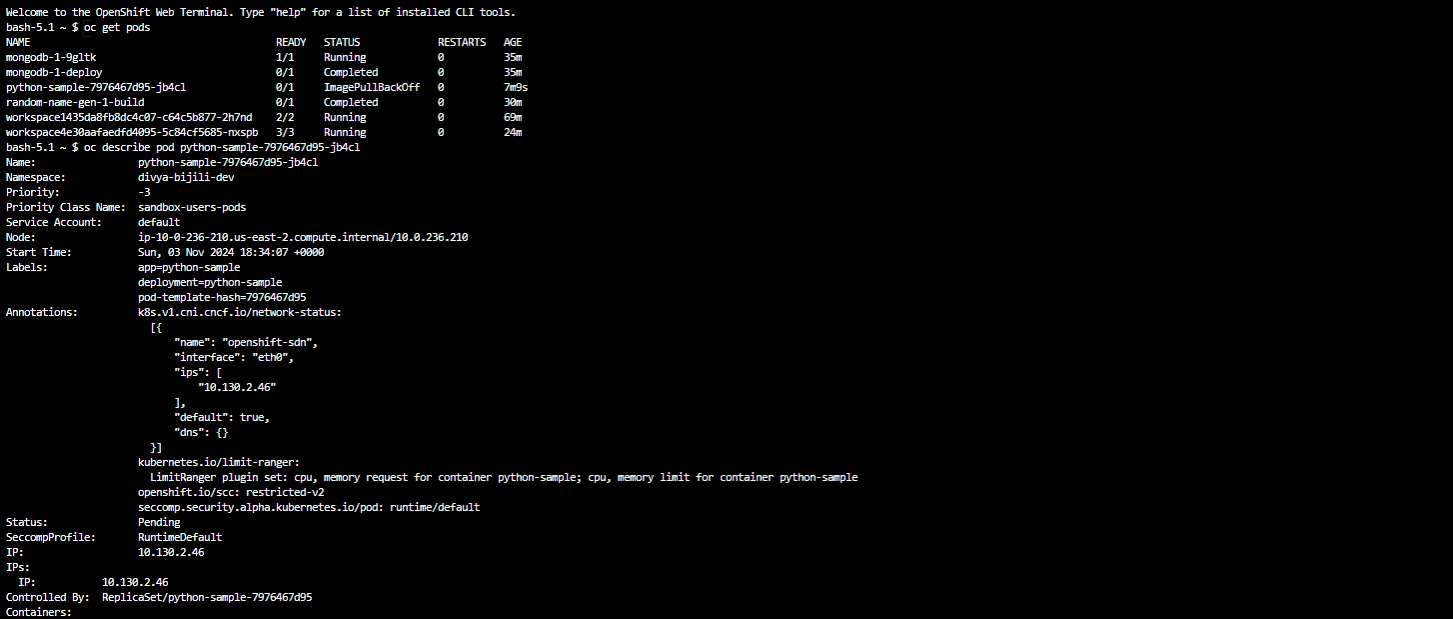 Welcome to the OpenShift Web Terminal. Type "help" for a list of installed CLI tools.
bash-5.1 ~ $ oc get pods
NAME                                         READY   STATUS             RESTARTS   AGE
mongodb-1-9gltk                              1/1     Running            0          35m
mongodb-1-deploy                             0/1     Completed          0          35m
python-sample-7976467d95-jb4cl               0/1     ImagePullBackOff   0          7m9s
random-name-gen-1-build                      0/1     Completed          0          30m
workspace1435da8fb8dc4c07-c64c5b877-2h7nd    2/2     Running            0          69m
workspace4e30aafaedfd4095-5c84cf5685-nxspb   3/3     Running            0          24m
bash-5.1 ~ $ oc describe pod python-sample-7976467d95-jb4cl
Name:                 python-sample-7976467d95-jb4cl
Namespace:            divya-bijili-dev
Priority:             -3
Priority Class Name:  sandbox-users-pods
Service Account:      default
Node:                 ip-10-0-236-210.us-east-2.compute.internal/10.0.236.210
Start Time:           Sun, 03 Nov 2024 18:34:07 +0000
Labels:               app=python-sample
                      deployment=python-sample
                      pod-template-hash=7976467d95
Annotations:          k8s.v1.cni.cncf.io/network-status:
                        [{
                            "name": "openshift-sdn",
                            "interface": "eth0",
                            "ips": [
                                "10.130.2.46"
                            ],
                            "default": true,
                            "dns": {}
                        }]
                      kubernetes.io/limit-ranger:
                        LimitRanger plugin set: cpu, memory request for container python-sample; cpu, memory limit for container python-sample
                      openshift.io/scc: restricted-v2
                      seccomp.security.alpha.kubernetes.io/pod: runtime/default
Status:               Pending
SeccompProfile:       RuntimeDefault
IP:                   10.130.2.46
IPs:
  IP:           10.130.2.46
Controlled By:  ReplicaSet/python-sample-7976467d95
Containers: